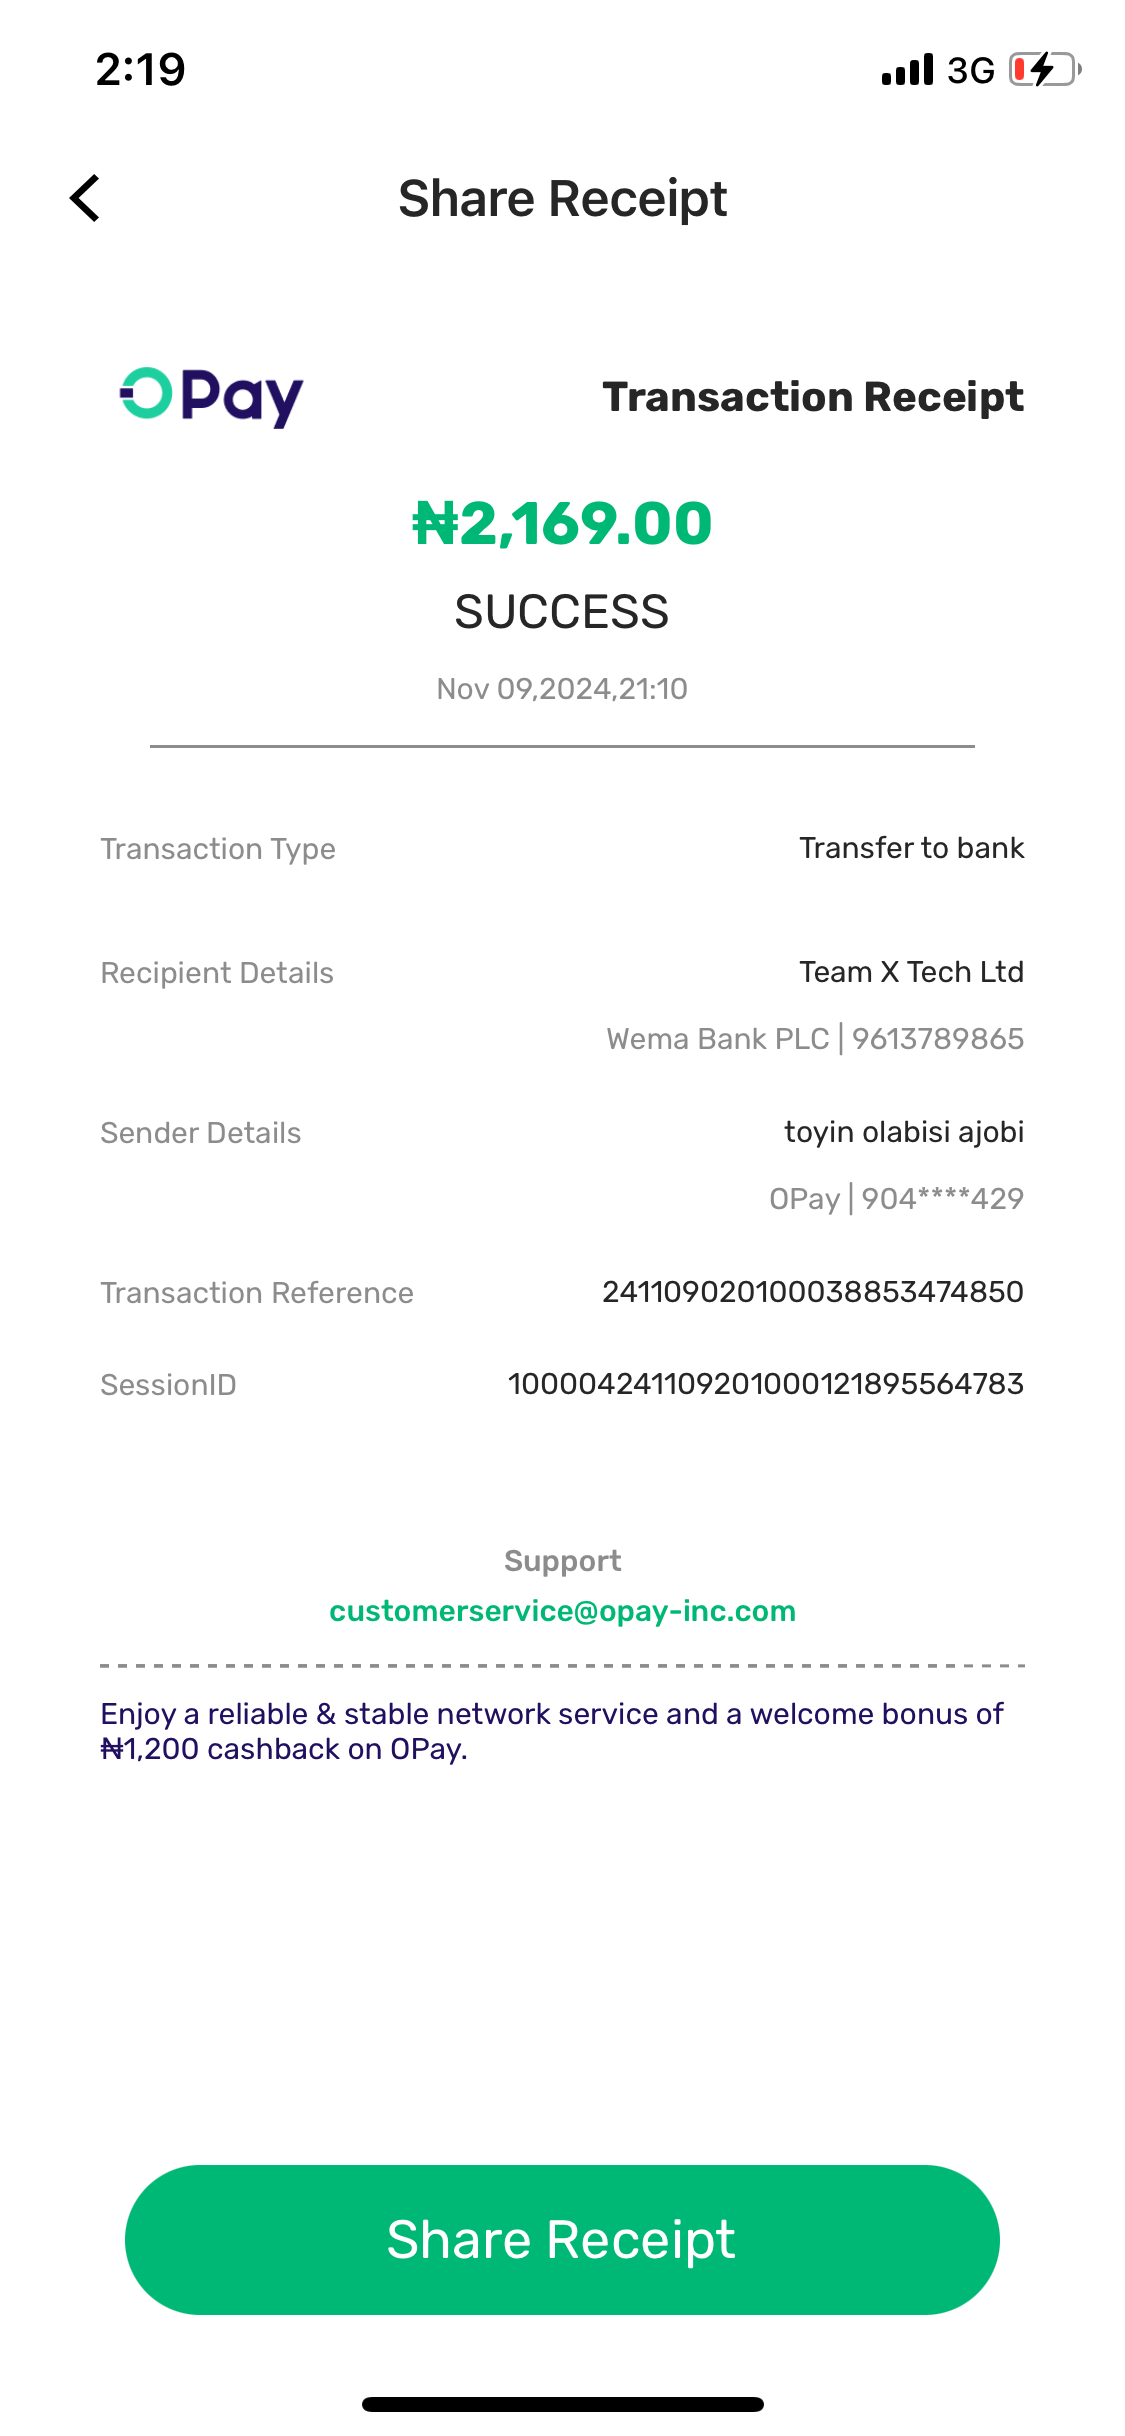 2:19 3G
Share Receipt
OPay Transaction Receipt
₦2,169.00
SUCCESS
Nov 09,2024,21:10
Transaction Type Transfer to bank
Recipient Details Team X Tech Ltd
Wema Bank PLC | 9613789865
Sender Details toyin olabisi ajobi
OPay | 904****429
Transaction Reference 241109020100038853474850
SessionID 100004241109201000121895564783
Support
customerservice@opay-inc.com
Enjoy a reliable & stable network service and a welcome bonus of
₦1,200 cashback on OPay.
Share Receipt